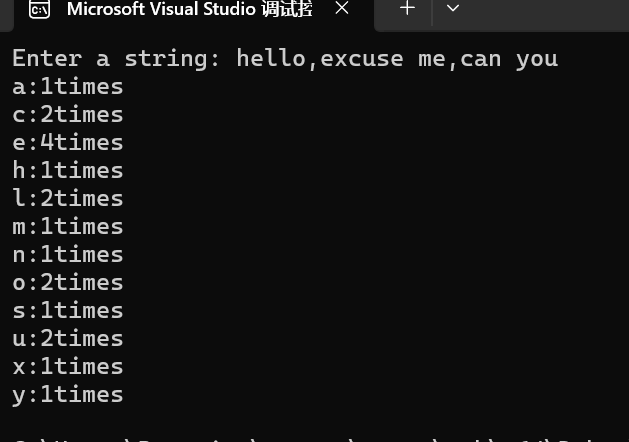 Microsoft Visual Studio 调试控
Enter a string: hello,excuse me,can you
a:1times
c:2times
e:4times
h:1times
l:2times
m:1times
n:1times
o:2times
s:1times
u:2times
x:1times
y:1times